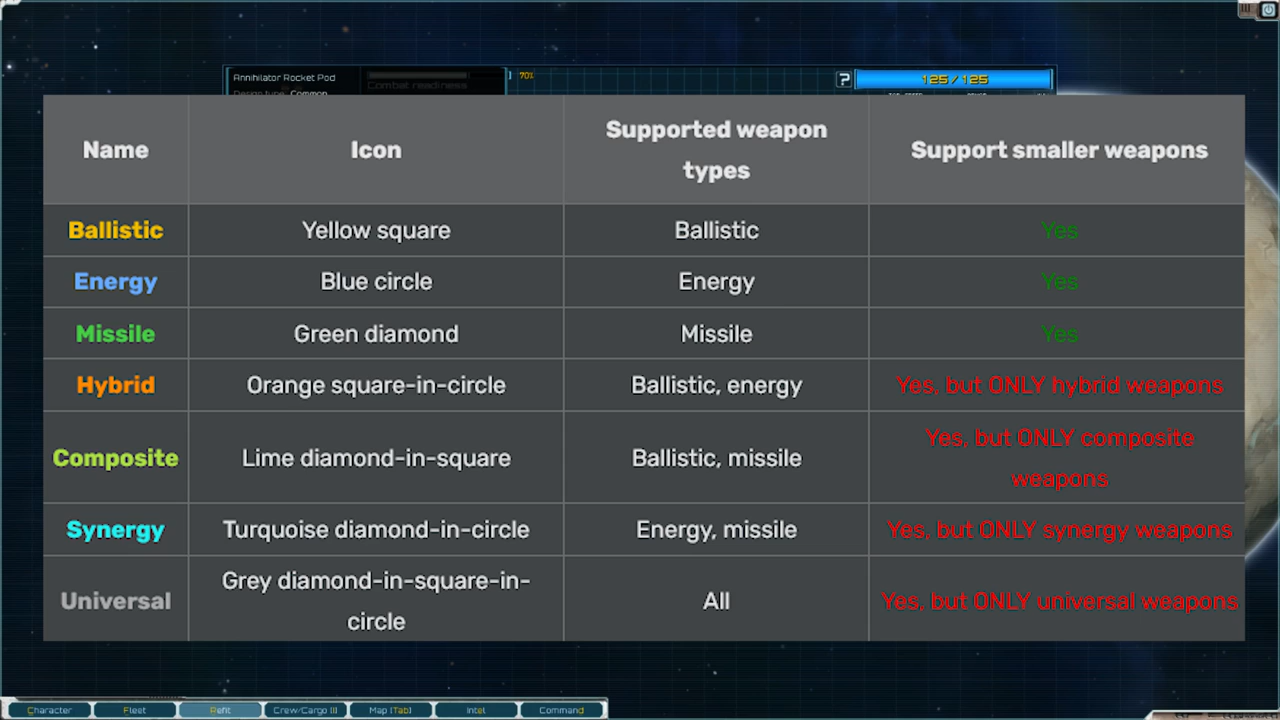 Annihilator Rocket Pod
Combat readiness
70%
?
125 / 125
Design type: Common
Name Icon Supported weapon types Support smaller weapons
Ballistic Yellow square Ballistic Yes
Energy Blue circle Energy Yes
Missile Green diamond Missile Yes
Hybrid Orange square-in-circle Ballistic, energy Yes, but ONLY hybrid weapons
Composite Lime diamond-in-square Ballistic, missile Yes, but ONLY composite weapons
Synergy Turquoise diamond-in-circle Energy, missile Yes, but ONLY synergy weapons
Universal Grey diamond-in-square-in-circle All Yes, but ONLY universal weapons
Character Fleet Refit Crew/Cargo [I] Map [Tab] Intel Command